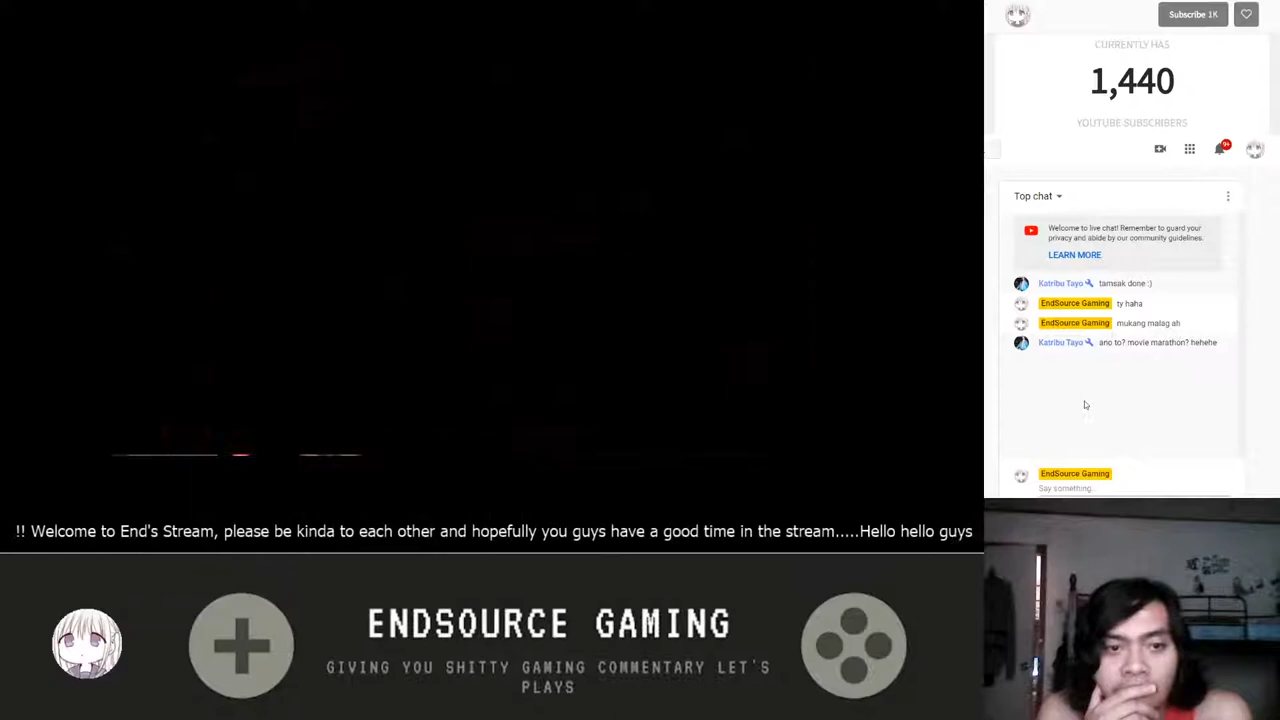 Subscribe 1K
CURRENTLY HAS
1,440
YOUTUBE SUBSCRIBERS
9+
Top chat
Welcome to live chat! Remember to guard your
privacy and abide by our community guidelines.
LEARN MORE
Katribu Tayo tamsak done :)
EndSource Gaming ty haha
EndSource Gaming mukang malag ah
Katribu Tayo ano to? movie marathon? hehehe
EndSource Gaming
Say something.
!! Welcome to End's Stream, please be kinda to each other and hopefully you guys have a good time in the stream.....Hello hello guys
ENDSOURCE GAMING
GIVING YOU SHITTY GAMING COMMENTARY LET'S
PLAYS